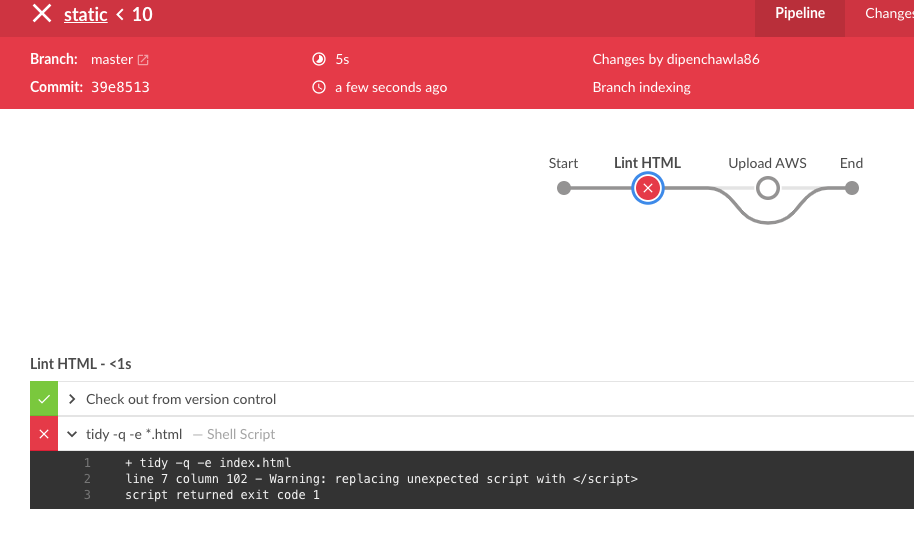 static < 10
Pipeline
Changes
Branch: master
5s
Changes by dipenchawla86
Commit: 39e8513
a few seconds ago
Branch indexing
Start
Lint HTML
Upload AWS
End
Lint HTML - <1s
Check out from version control
tidy -q -e *.html — Shell Script
1 + tidy -q -e index.html
2 line 7 column 102 - Warning: replacing unexpected script with </script>
3 script returned exit code 1